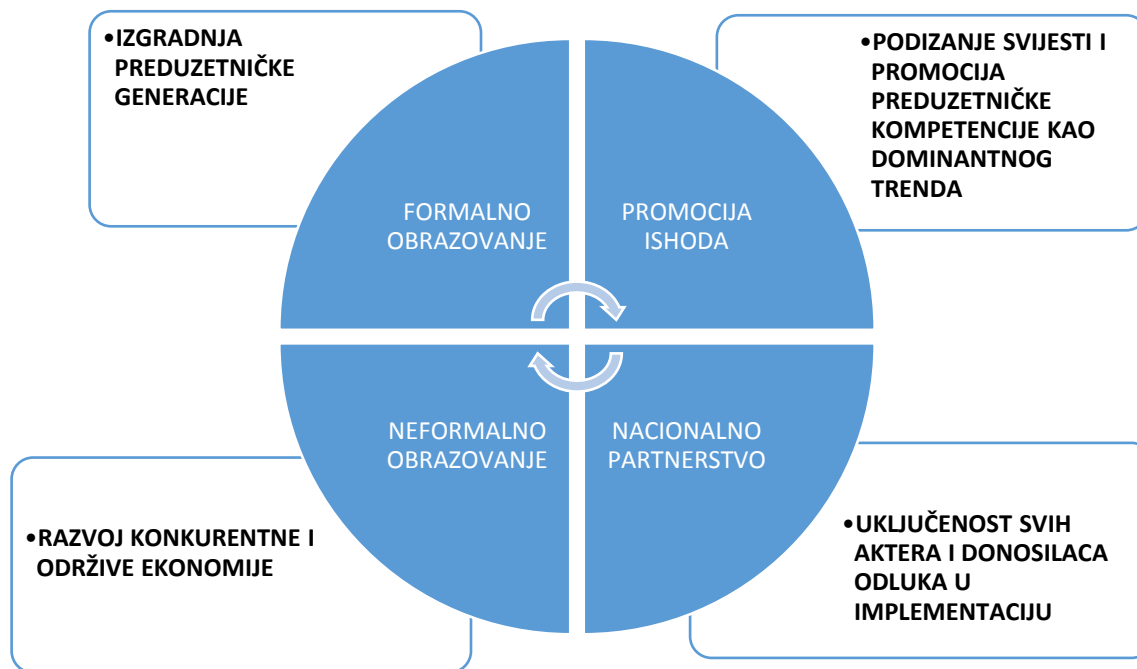 •IZGRADNJA
PREDUZETNIČKE
GENERACIJE
•PODIZANJE SVIJESTI I
PROMOCIJA
PREDUZETNIČKE
KOMPETENCIJE KAO
DOMINANTNOG
TRENDA
FORMALNO
OBRAZOVANJE
PROMOCIJA
ISHODA
NEFORMALNO
OBRAZOVANJE
NACIONALNO
PARTNERSTVO
•RAZVOJ KONKURENTNE I
ODRŽIVE EKONOMIJE
•UKLJUČENOST SVIH
AKTERA I DONOSILACA
ODLUKA U
IMPLEMENTACIJU